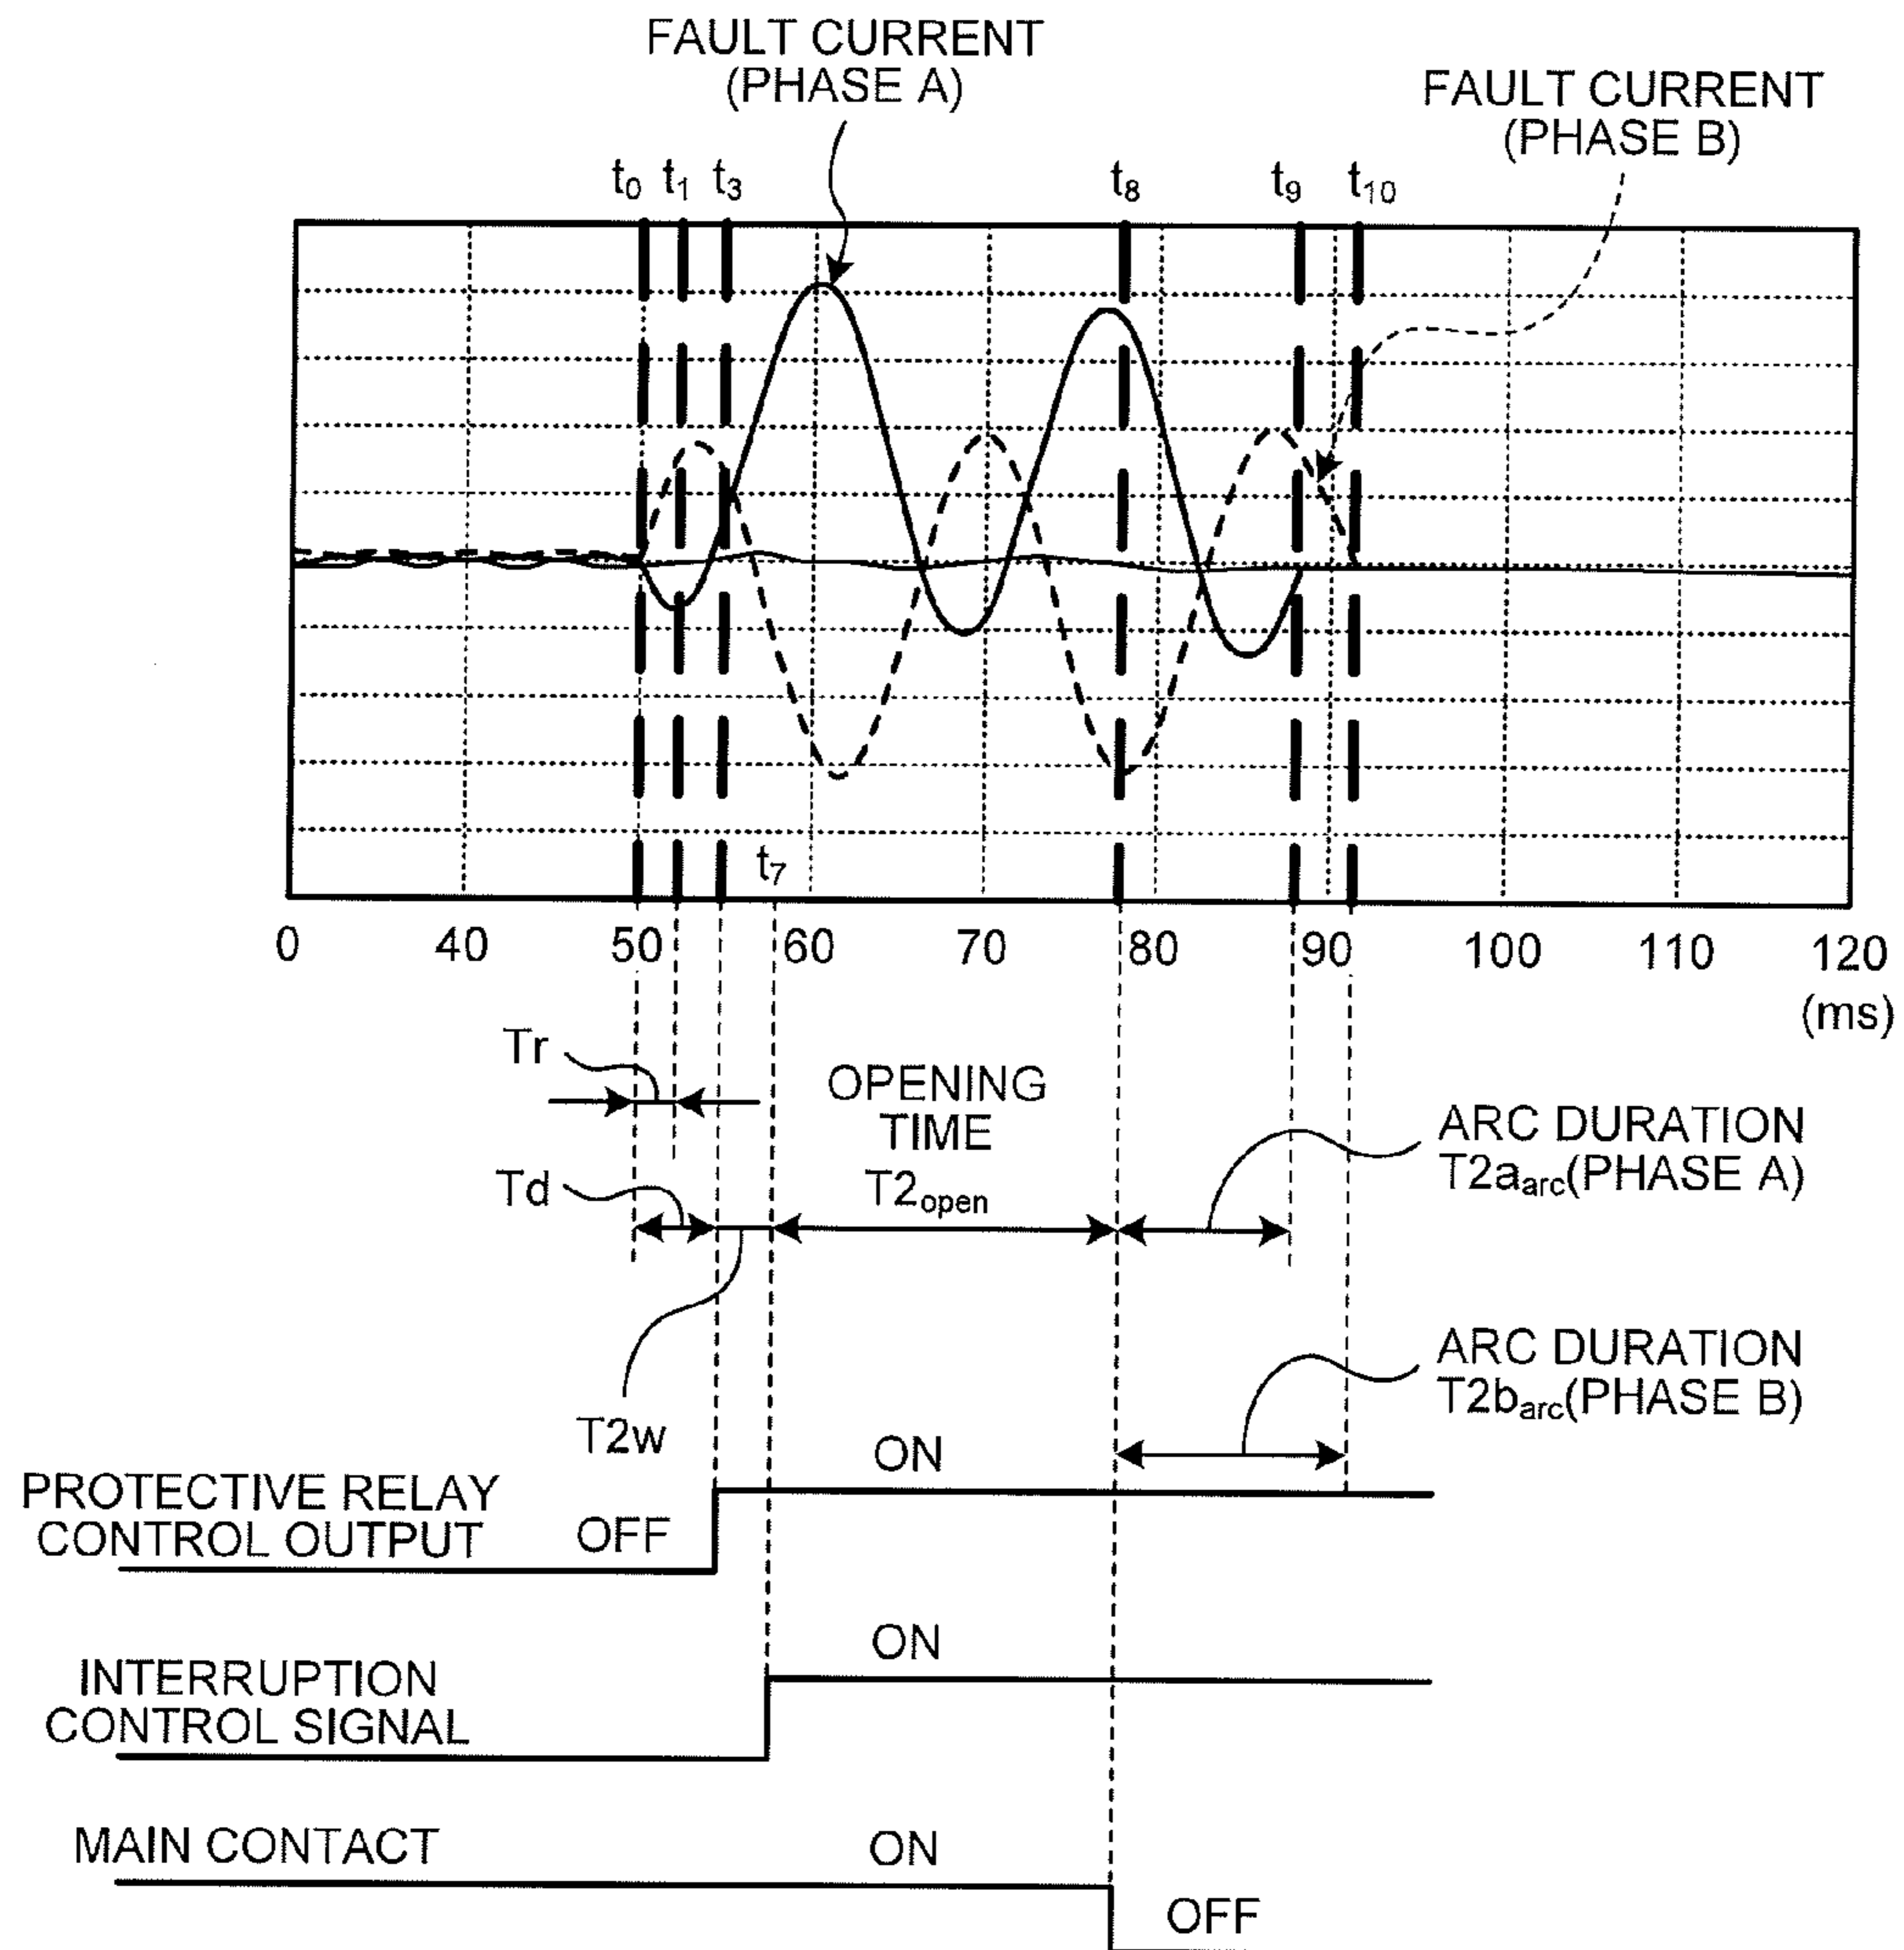 FAULT CURRENT
(PHASE A)
FAULT CURRENT
(PHASE B)
t0 t1 t3 t8 t9 t10
t7
0 40 50 60 70 80 90 100 110 120
(ms)
Tr
OPENING
TIME
T2open
Td
ARC DURATION
T2aarc(PHASE A)
ARC DURATION
T2barc(PHASE B)
T2w
PROTECTIVE RELAY
CONTROL OUTPUT
OFF
ON
INTERRUPTION
CONTROL SIGNAL
ON
MAIN CONTACT
ON
OFF